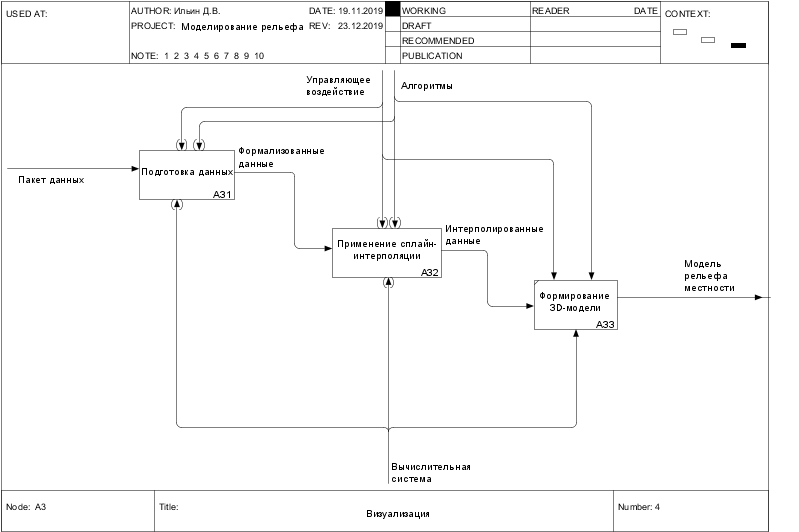 USED AT:
AUTHOR: Ильин Д.В.
DATE: 19.11.2019
PROJECT: Моделирование рельефа
REV: 23.12.2019
NOTE: 1 2 3 4 5 6 7 8 9 10
WORKING
DRAFT
RECOMMENDED
PUBLICATION
READER
DATE
CONTEXT:
Управляющее
воздействие
Алгоритмы
Пакет данных
Подготовка данных
A31
Формализованные
данные
Применение сплайн-
интерполяции
A32
Интерполированные
данные
Формирование
3D-модели
A33
Модель
рельефа
местности
Вычислительная
система
Node: A3
Title:
Визуализация
Number: 4